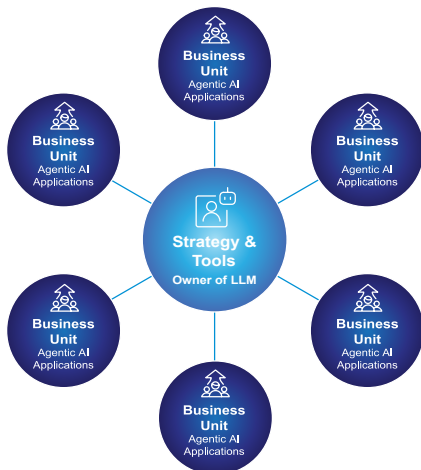 Business
Unit
Agentic AI
Applications
Business
Unit
Agentic AI
Applications
Business
Unit
Agentic AI
Applications
Strategy &
Tools
Owner of LLM
Business
Unit
Agentic AI
Applications
Business
Unit
Agentic AI
Applications
Business
Unit
Agentic AI
Applications